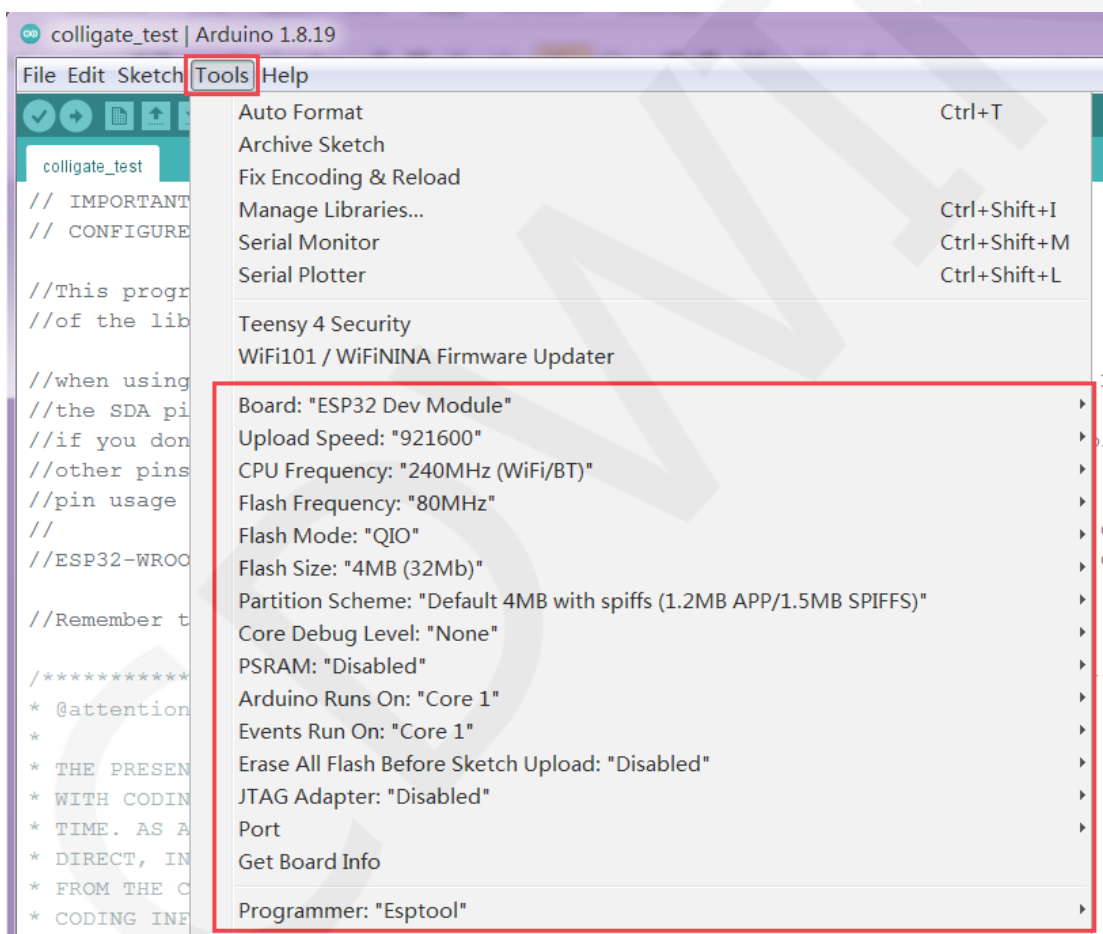 colligate_test | Arduino 1.8.19
File Edit Sketch Tools Help
Auto Format Ctrl+T
Archive Sketch
Fix Encoding & Reload
Manage Libraries... Ctrl+Shift+I
Serial Monitor Ctrl+Shift+M
Serial Plotter Ctrl+Shift+L
Teensy 4 Security
WiFi101 / WiFiNINA Firmware Updater
Board: "ESP32 Dev Module"
Upload Speed: "921600"
CPU Frequency: "240MHz (WiFi/BT)"
Flash Frequency: "80MHz"
Flash Mode: "QIO"
Flash Size: "4MB (32Mb)"
Partition Scheme: "Default 4MB with spiffs (1.2MB APP/1.5MB SPIFFS)"
Core Debug Level: "None"
PSRAM: "Disabled"
Arduino Runs On: "Core 1"
Events Run On: "Core 1"
Erase All Flash Before Sketch Upload: "Disabled"
JTAG Adapter: "Disabled"
Port
Get Board Info
Programmer: "Esptool"
colligate_test
// IMPORTANT
// CONFIGURE
//This progr
//of the lib
//when using
//the SDA pi
//if you don
//other pins
//pin usage
//
//ESP32-WROO
//Remember t
/***********
* @attention
*
* THE PRESEN
* WITH CODIN
* TIME. AS A
* DIRECT, IN
* FROM THE C
* CODING INF